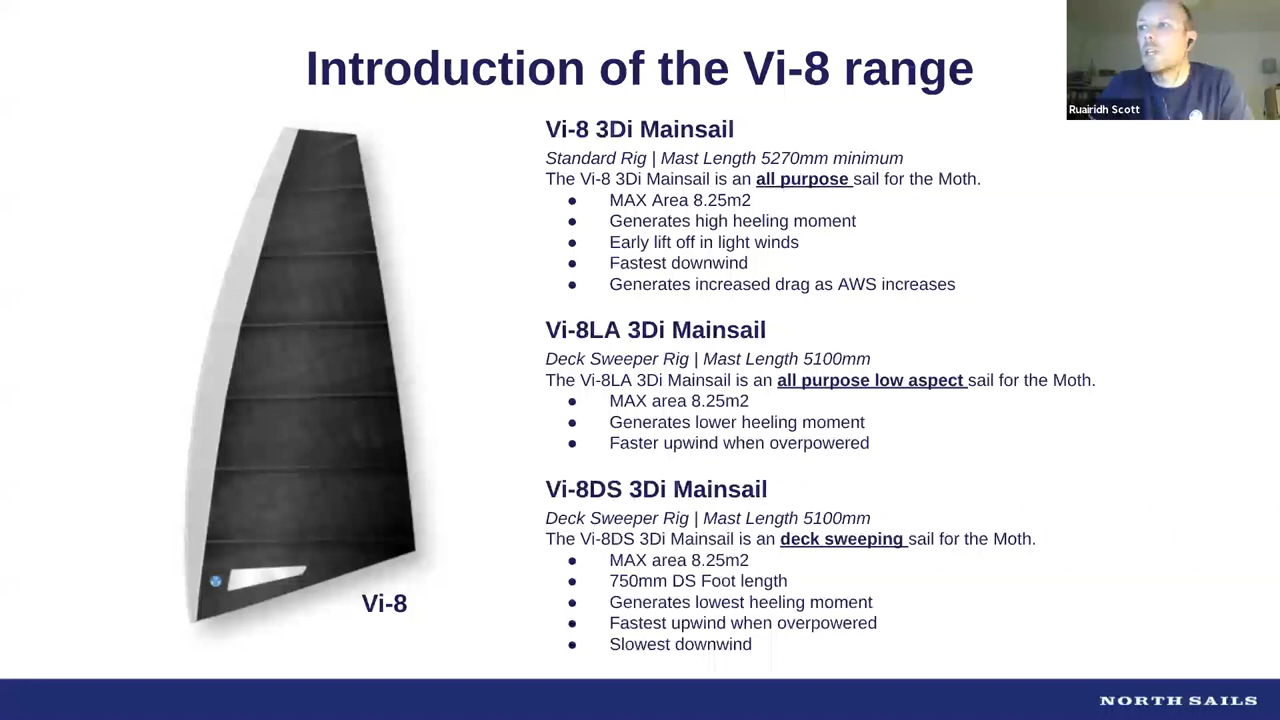 Introduction of the Vi-8 range
Ruairidh Scott
Vi-8 3Di Mainsail
Standard Rig | Mast Length 5270mm minimum
The Vi-8 3Di Mainsail is an all purpose sail for the Moth.
● MAX Area 8.25m2
● Generates high heeling moment
● Early lift off in light winds
● Fastest downwind
● Generates increased drag as AWS increases
Vi-8LA 3Di Mainsail
Deck Sweeper Rig | Mast Length 5100mm
The Vi-8LA 3Di Mainsail is an all purpose low aspect sail for the Moth.
● MAX area 8.25m2
● Generates lower heeling moment
● Faster upwind when overpowered
Vi-8DS 3Di Mainsail
Deck Sweeper Rig | Mast Length 5100mm
The Vi-8DS 3Di Mainsail is an deck sweeping sail for the Moth.
● MAX area 8.25m2
● 750mm DS Foot length
● Generates lowest heeling moment
● Fastest upwind when overpowered
● Slowest downwind
Vi-8
NORTH SAILS